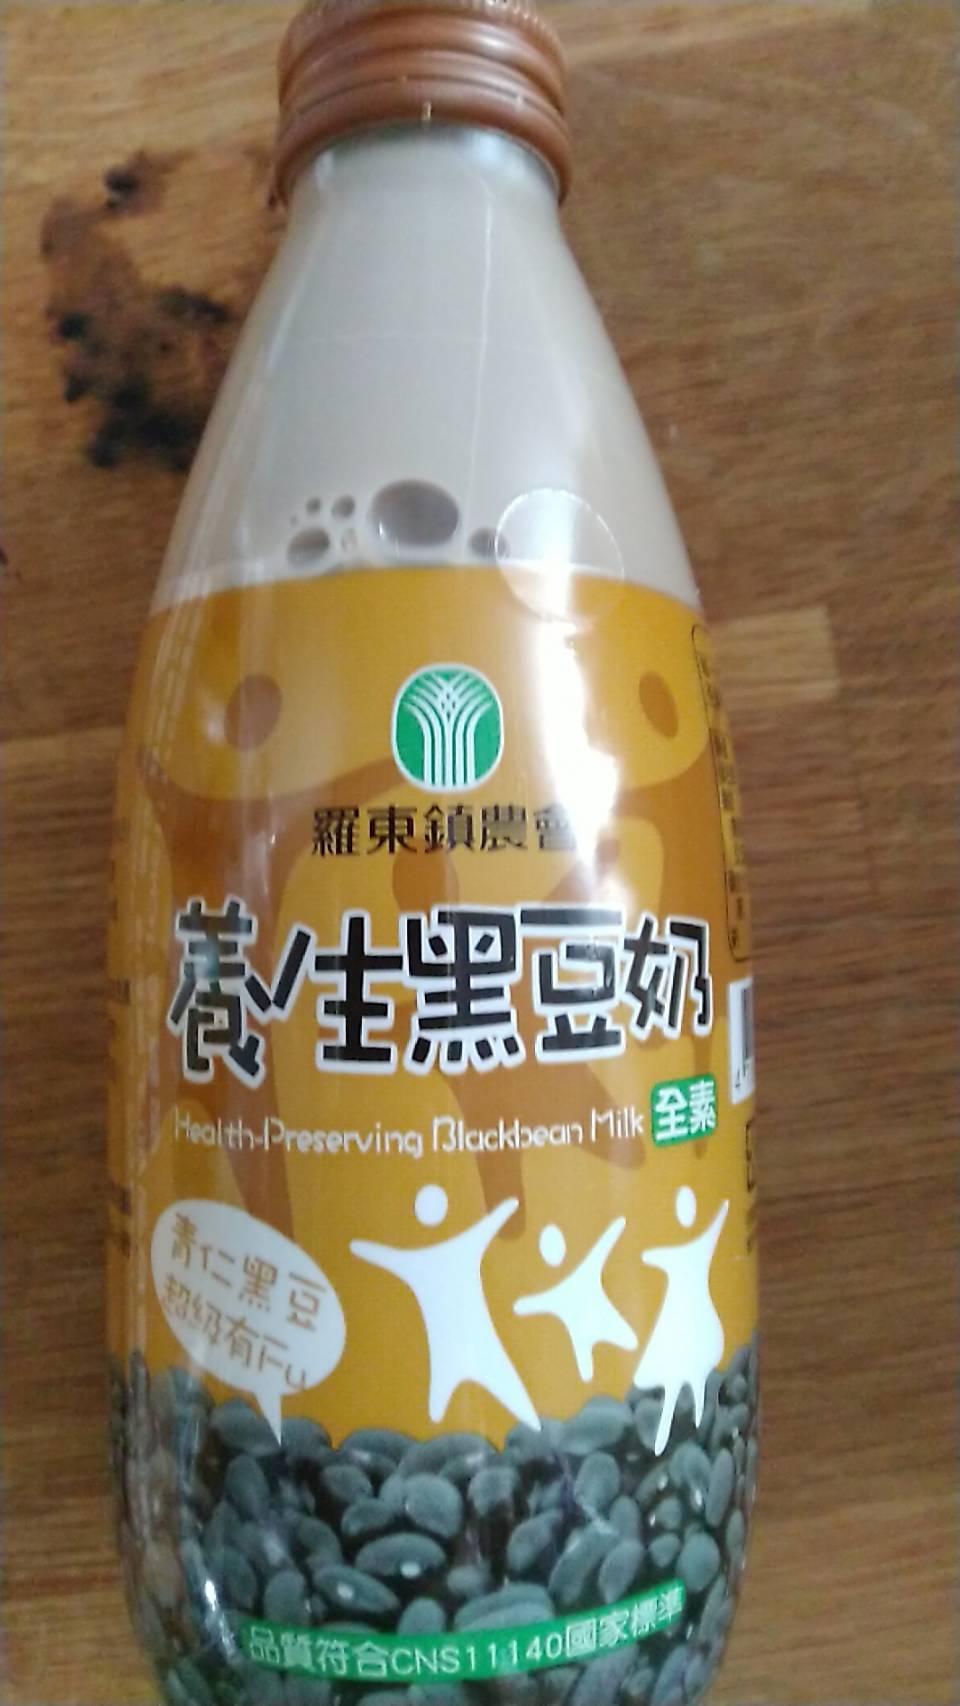 羅東鎮農會
養生黑豆奶
Health-Preserving Blackbean Milk
全素
青仁黑豆
超級有Fu
品質符合CNS11140國家標準